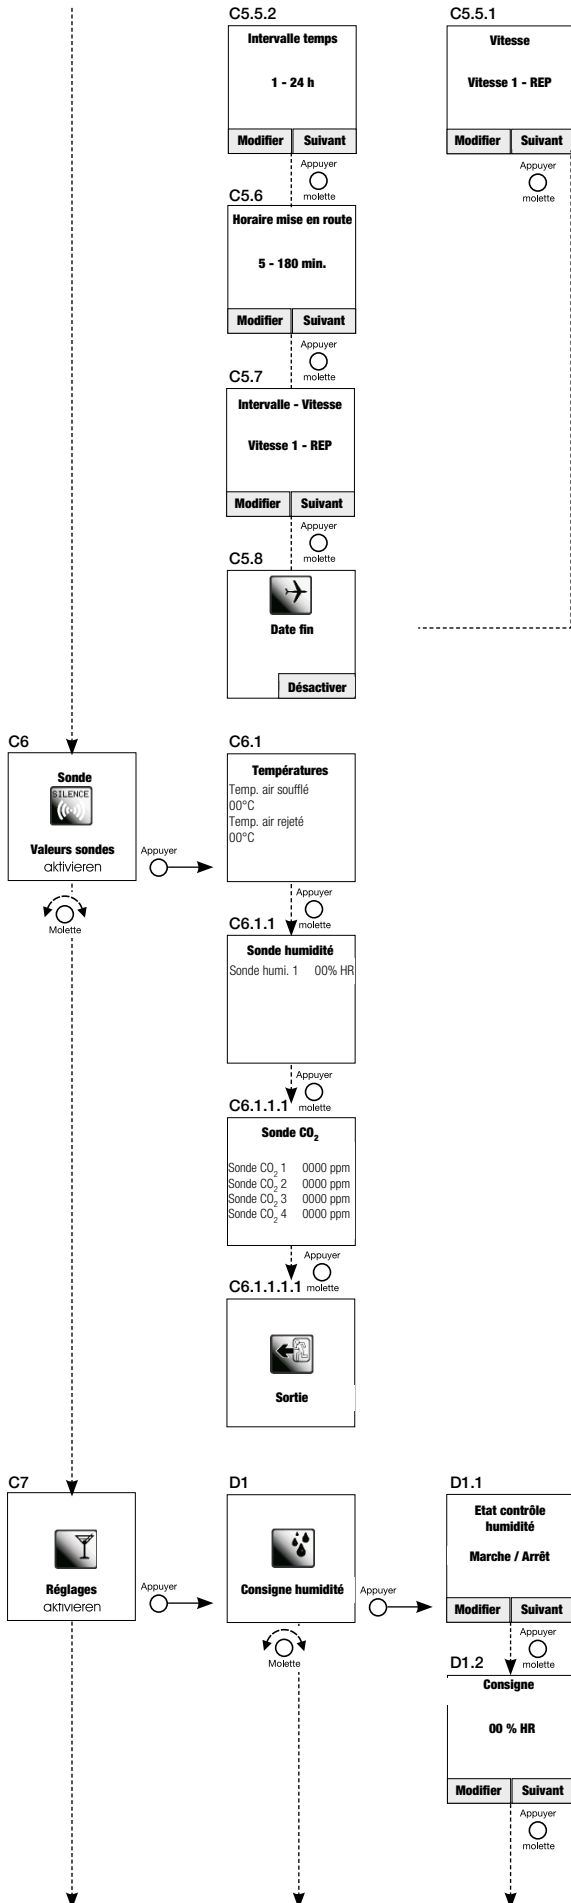 C5.5.2
Intervalle temps
1 - 24 h
Modifier Suivant
Appuyer
molette
C5.5.1
Vitesse
Vitesse 1 - REP
Modifier Suivant
Appuyer
molette
C5.6
Horaire mise en route
5 - 180 min.
Modifier Suivant
Appuyer
molette
C5.7
Intervalle - Vitesse
Vitesse 1 - REP
Modifier Suivant
Appuyer
molette
C5.8
Date fin
Désactiver
C6
Sonde
SILENCE
Valeurs sondes
aktivieren
Appuyer
Molette
C6.1
Températures
Temp. air soufflé
00°C
Temp. air rejeté
00°C
Appuyer
molette
C6.1.1
Sonde humidité
Sonde humi. 1 00% HR
Appuyer
molette
C6.1.1.1
Sonde CO₂
Sonde CO₂ 1 0000 ppm
Sonde CO₂ 2 0000 ppm
Sonde CO₂ 3 0000 ppm
Sonde CO₂ 4 0000 ppm
Appuyer
molette
C6.1.1.1.1
Sortie
C7
Réglages
aktivieren
Appuyer
D1
Consigne humidité
Appuyer
Molette
D1.1
Etat contrôle
humidité
Marche / Arrêt
Modifier Suivant
Appuyer
molette
D1.2
Consigne
00 % HR
Modifier Suivant
Appuyer
molette